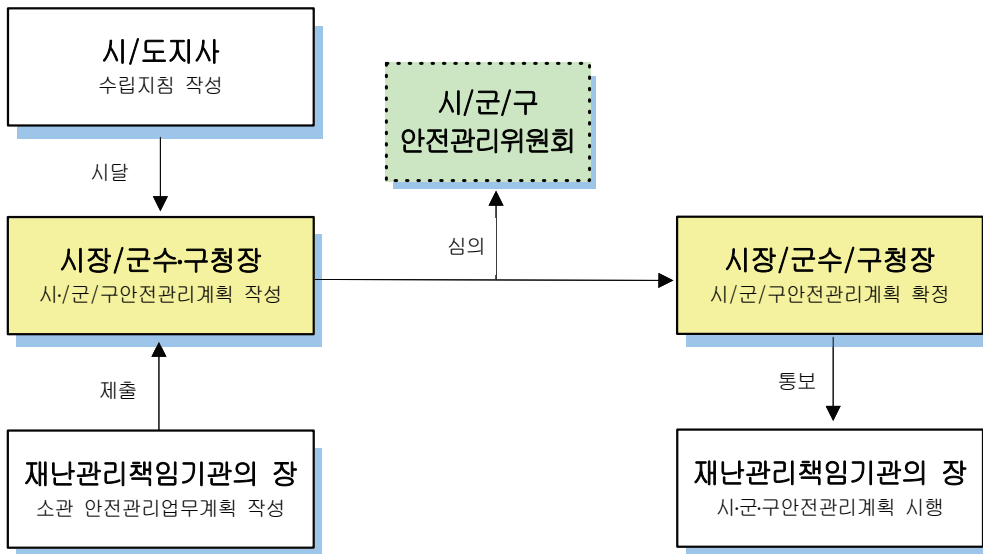 시/도지사
수립지침 작성
시/군/구
안전관리위원회
시달
시장/군수·구청장
시·/군/구안전관리계획 작성
심의
시장/군수/구청장
시/군/구안전관리계획 확정
제출
통보
재난관리책임기관의 장
소관 안전관리업무계획 작성
재난관리책임기관의 장
시·군·구안전관리계획 시행